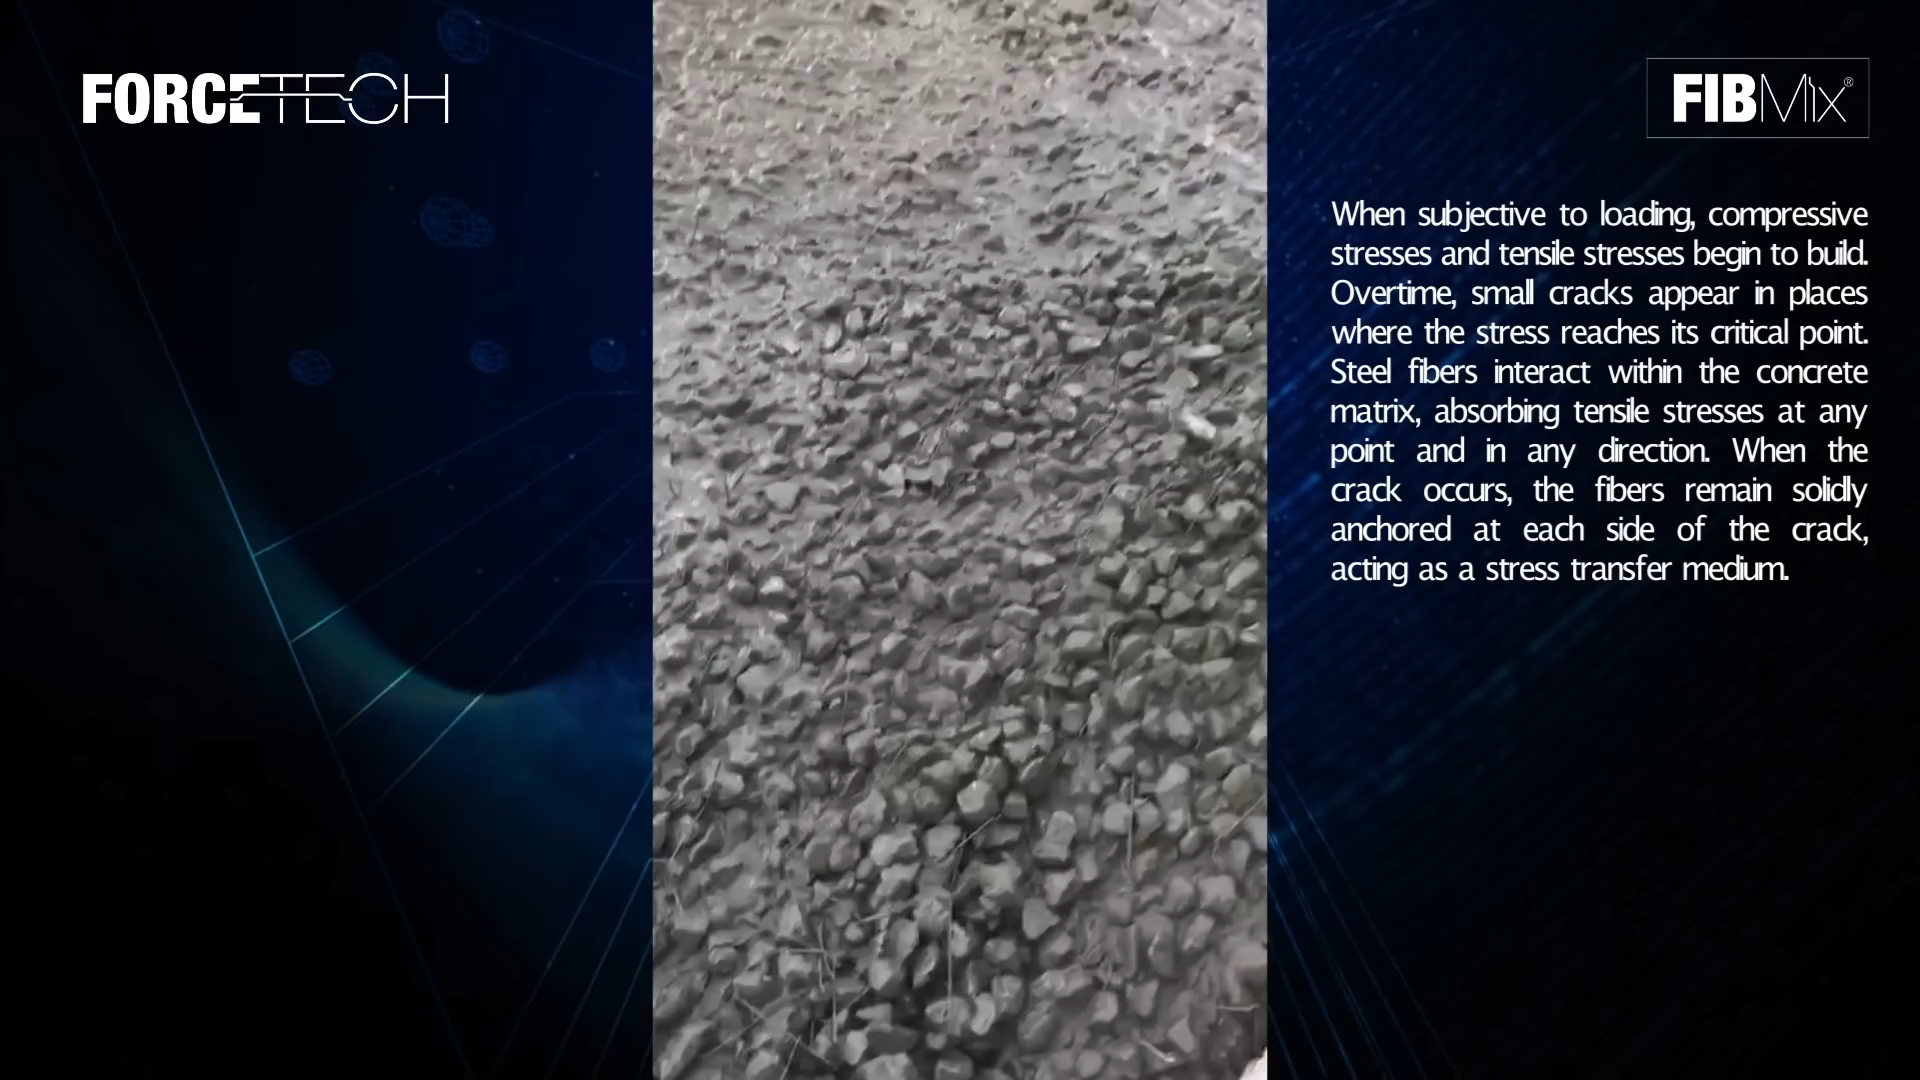 FORCETECH
FIBMix®
When subjective to loading, compressive
stresses and tensile stresses begin to build.
Overtime, small cracks appear in places
where the stress reaches its critical point.
Steel fibers interact within the concrete
matrix, absorbing tensile stresses at any
point and in any direction. When the
crack occurs, the fibers remain solidly
anchored at each side of the crack,
acting as a stress transfer medium.